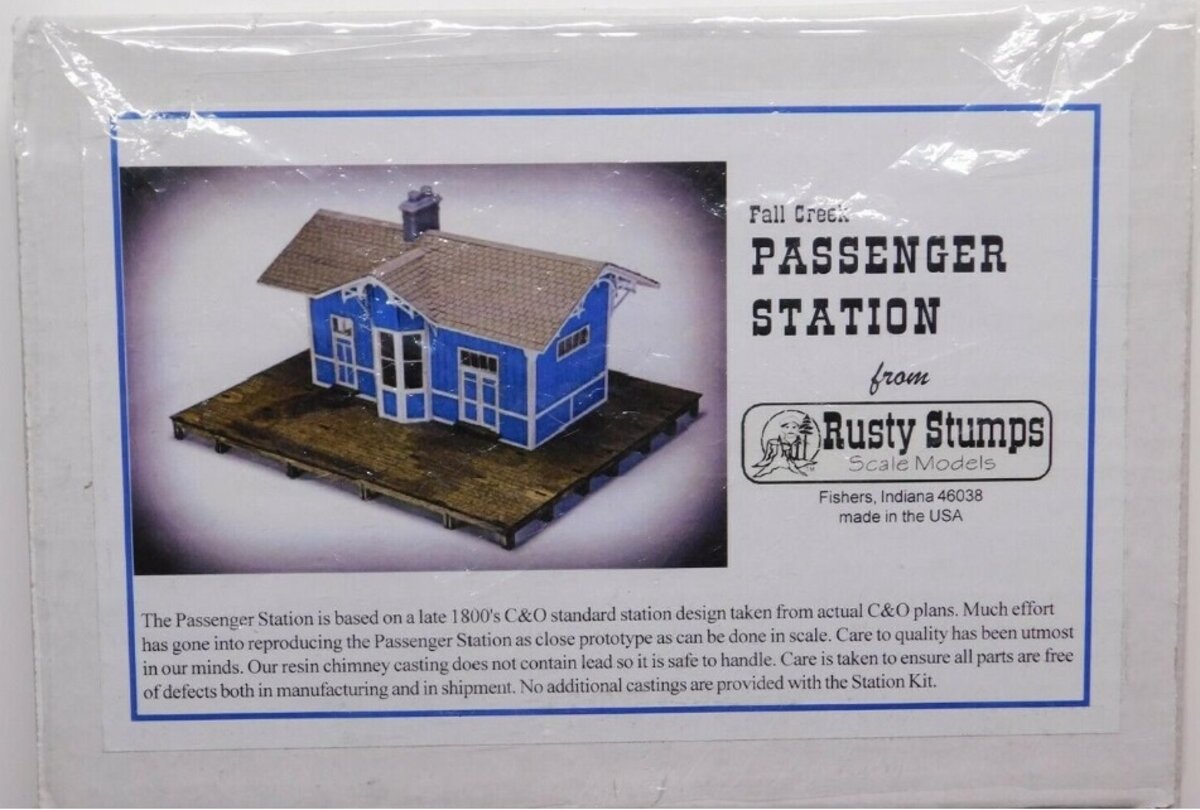 Fall Creek
PASSENGER
STATION
from
Rusty Stumps
Scale Models
Fishers, Indiana 46038
made in the USA
The Passenger Station is based on a late 1800's C&O standard station design taken from actual C&O plans. Much effort
has gone into reproducing the Passenger Station as close prototype as can be done in scale. Care to quality has been utmost
in our minds. Our resin chimney casting does not contain lead so it is safe to handle. Care is taken to ensure all parts are free
of defects both in manufacturing and in shipment. No additional castings are provided with the Station Kit.